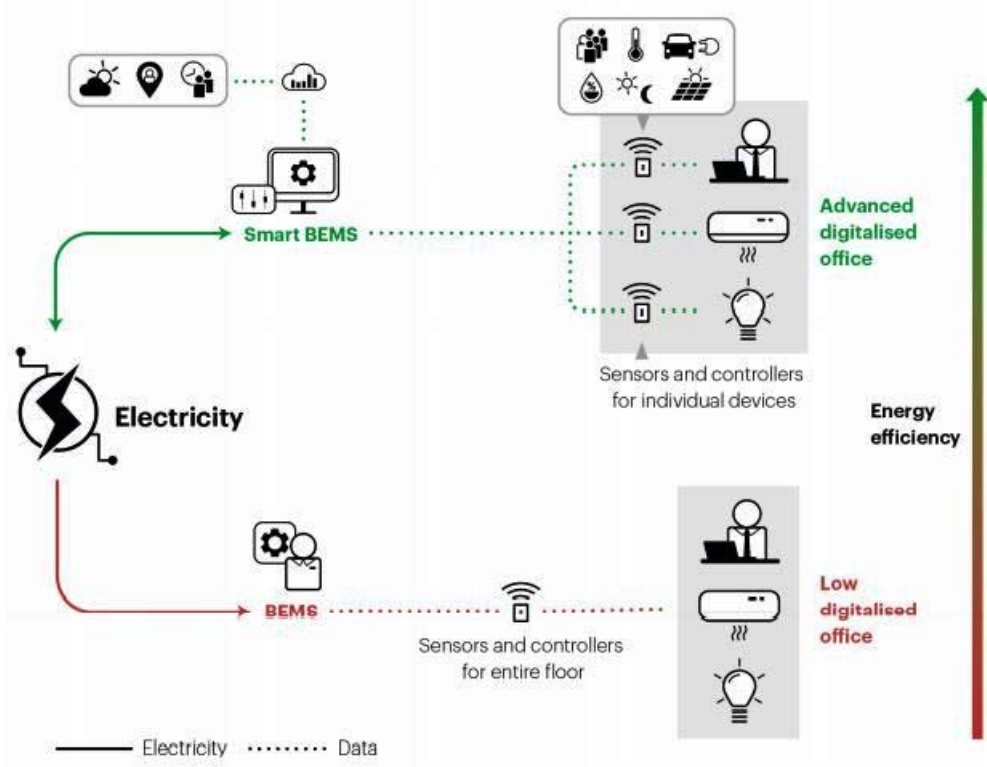 Smart BEMS
Advanced
digitalised
office
Sensors and controllers
for individual devices
Electricity
Energy
efficiency
BEMS
Sensors and controllers
for entire floor
Low
digitalised
office
Electricity
Data